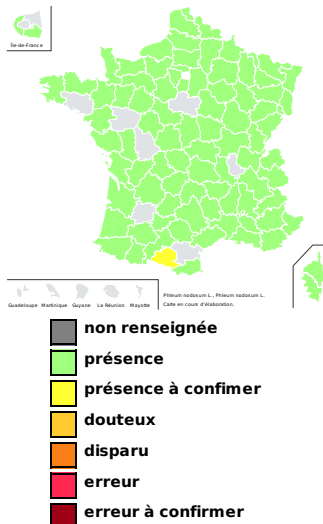 Île-de-France
Guadeloupe Martinique Guyane La Réunion Mayotte
Phleum nodosum L., Phleum nodosum L.
Carte en cours d'élaboration.
non renseignée
présence
présence à confimer
douteux
disparu
erreur
erreur à confirmer